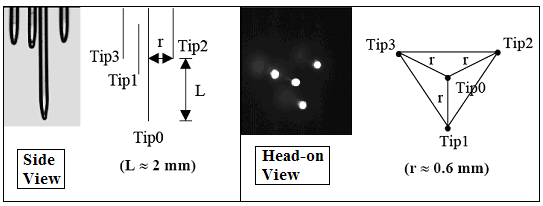 Tip3
r
Tip2
Tip1
L
Tip0
Side
View
(L ≈ 2 mm)
Head-on
View
Tip3
Tip2
r
r
Tip0
r
Tip1
(r ≈ 0.6 mm)